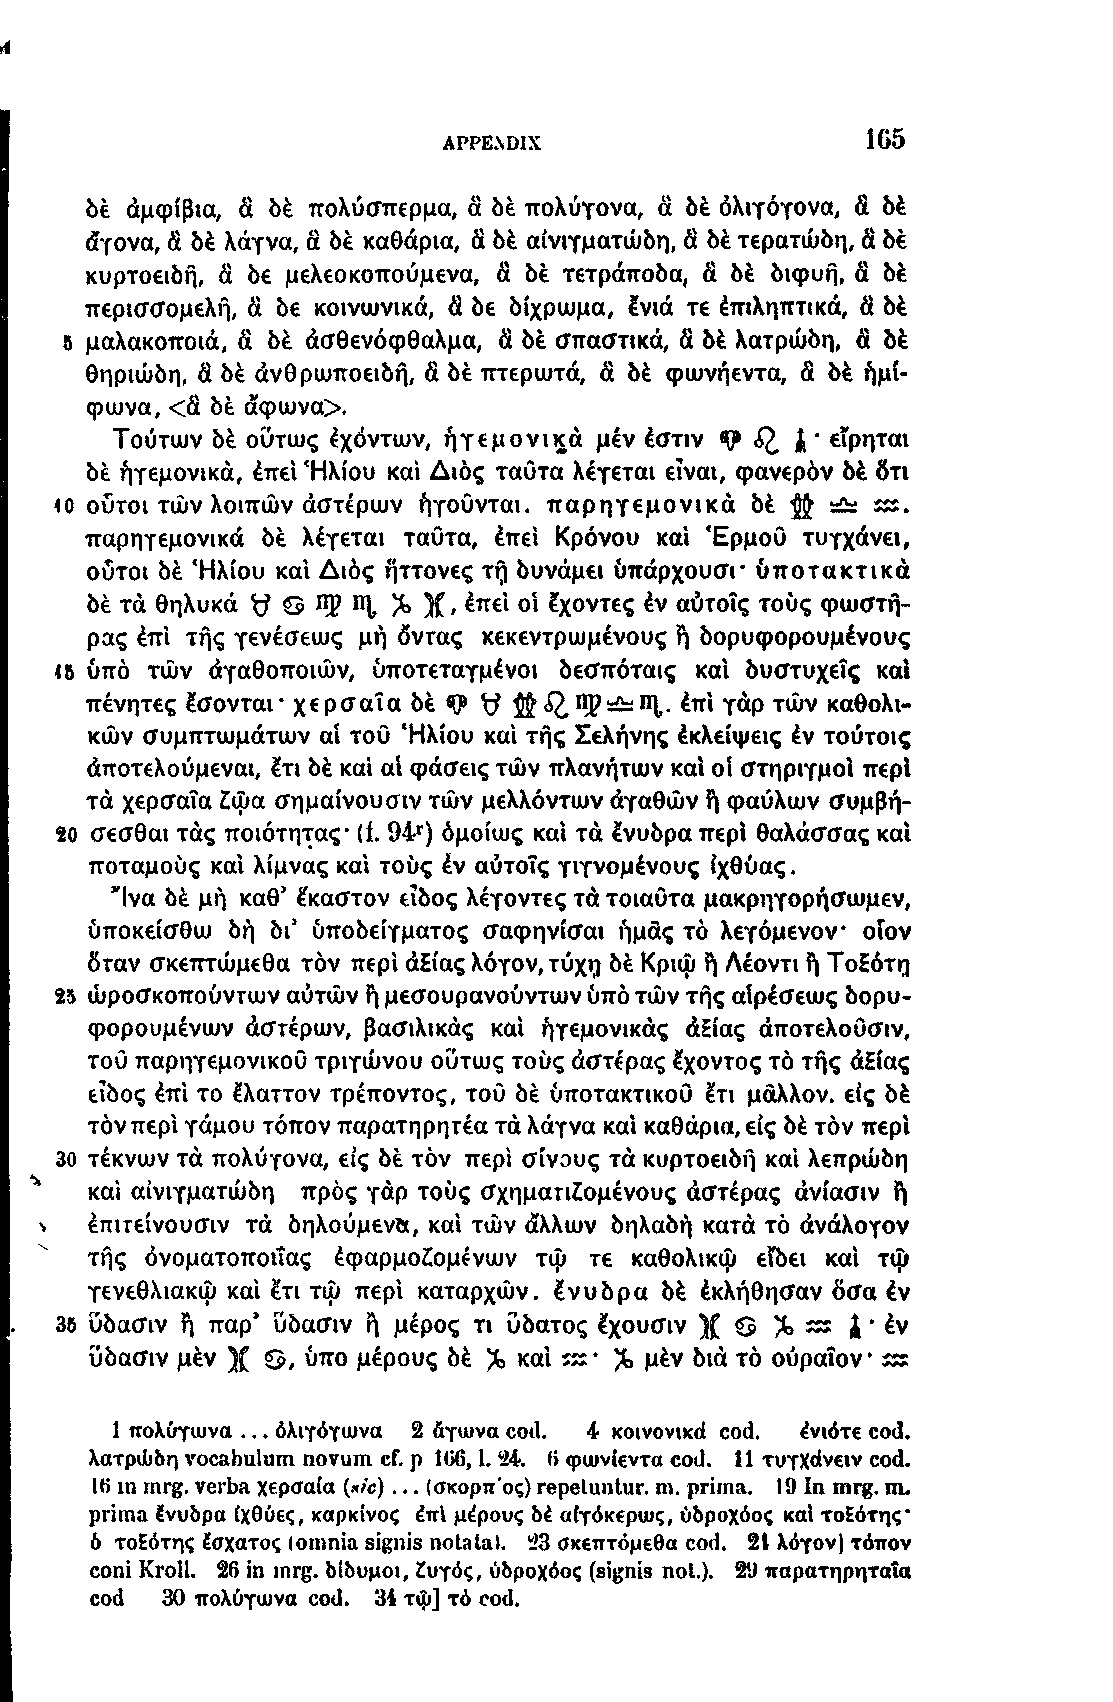 APPENDIX 165
δὲ ἀμφίβια, ἃ δὲ πολύσπερμα, ἃ δὲ πολύγονα, ἃ δὲ ὀλιγόγονα, ἃ δὲ
ἄγονα, ἃ δὲ λάγνα, ἃ δὲ καθάρια, ἃ δὲ αἰνιγματώδη, ἃ δὲ τερατώδη, ἃ δὲ
κυρτοειδῆ, ἃ δε μελεοκοπούμενα, ἃ δὲ τετράποδα, ἃ δὲ διφυῆ, ἃ δὲ
περισσομελῆ, ἃ δε κοινωνικά, ἃ δε δίχρωμα, ἔνιά τε ἐπιληπτικά, ἃ δὲ
5 μαλακοποιά, ἃ δὲ ἀσθενόφθαλμα, ἃ δὲ σπαστικά, ἃ δὲ λατρώδη, ἃ δὲ
θηριώδη, ἃ δὲ ἀνθρωποειδῆ, ἃ δὲ πτερωτά, ἃ δὲ φωνήεντα, ἃ δὲ ἡμί-
φωνα, <ἃ δὲ ἄφωνα>.
Τούτων δὲ οὕτως ἐχόντων, ἡγεμονικὰ μέν ἐστιν ♈ ♌ ♐· εἴρηται
δὲ ἡγεμονικὰ, ἐπεὶ Ἡλίου καὶ Διὸς ταῦτα λέγεται εἶναι, φανερὸν δὲ ὅτι
10 οὗτοι τῶν λοιπῶν ἀστέρων ἡγοῦνται. παρηγεμονικὰ δὲ ♊ ♎ ♒.
παρηγεμονικά δὲ λέγεται ταῦτα, ἐπεὶ Κρόνου καὶ Ἑρμοῦ τυγχάνει,
οὗτοι δὲ Ἡλίου καὶ Διὸς ἥττονες τῇ δυνάμει ὑπάρχουσι· ὑποτακτικὰ
δὲ τὰ θηλυκά ♉ ♋ ♍ ♏ ♑ ♓, ἐπεὶ οἱ ἔχοντες ἐν αὐτοῖς τοὺς φωστῆ-
ρας ἐπὶ τῆς γενέσεως μὴ ὄντας κεκεντρωμένους ἢ δορυφορουμένους
15 ὑπὸ τῶν ἀγαθοποιῶν, ὑποτεταγμένοι δεσπόταις καὶ δυστυχεῖς καὶ
πένητες ἔσονται· χερσαῖα δὲ ♈ ♉ ♊ ♌ ♍ ♎ ♏. ἐπὶ γὰρ τῶν καθολι-
κῶν συμπτωμάτων αἱ τοῦ Ἡλίου καὶ τῆς Σελήνης ἐκλείψεις ἐν τούτοις
ἀποτελούμεναι, ἔτι δὲ καὶ αἱ φάσεις τῶν πλανήτων καὶ οἱ στηριγμοὶ περὶ
τὰ χερσαῖα ζῷα σημαίνουσιν τῶν μελλόντων ἀγαθῶν ἢ φαύλων συμβή-
20 σεσθαι τὰς ποιότητας· (f. 94ʳ) ὁμοίως καὶ τὰ ἔνυδρα περὶ θαλάσσας καὶ
ποταμοὺς καὶ λίμνας καὶ τοὺς ἐν αὐτοῖς γιγνομένους ἰχθύας.
Ἵνα δὲ μὴ καθ' ἕκαστον εἶδος λέγοντες τὰ τοιαῦτα μακρηγορήσωμεν,
ὑποκείσθω δὴ δι' ὑποδείγματος σαφηνίσαι ἡμᾶς τὸ λεγόμενον· οἷον
ὅταν σκεπτώμεθα τὸν περὶ ἀξίας λόγον, τύχῃ δὲ Κριῷ ἢ Λέοντι ἢ Τοξότῃ
25 ὡροσκοπούντων αὐτῶν ἢ μεσουρανούντων ὑπὸ τῶν τῆς αἱρέσεως δορυ-
φορουμένων ἀστέρων, βασιλικὰς καὶ ἡγεμονικὰς ἀξίας ἀποτελοῦσιν,
τοῦ παρηγεμονικοῦ τριγώνου οὕτως τοὺς ἀστέρας ἔχοντος τὸ τῆς ἀξίας
εἶδος ἐπὶ το ἔλαττον τρέποντος, τοῦ δὲ ὑποτακτικοῦ ἔτι μᾶλλον. εἰς δὲ
τὸν περὶ γάμου τόπον παρατηρητέα τὰ λάγνα καὶ καθάρια, εἰς δὲ τὸν περὶ
30 τέκνων τὰ πολύγονα, εἰς δὲ τὸν περὶ σίνους τὰ κυρτοειδῆ καὶ λεπρώδη
καὶ αἰνιγματώδη πρὸς γὰρ τοὺς σχηματιζομένους ἀστέρας ἀνίασιν ἢ
ἐπιτείνουσιν τὰ δηλούμενα, καὶ τῶν ἄλλων δηλαδὴ κατὰ τὸ ἀνάλογον
τῆς ὀνοματοποιΐας ἐφαρμοζομένων τῷ τε καθολικῷ εἴδει καὶ τῷ
γενεθλιακῷ καὶ ἔτι τῷ περὶ καταρχῶν. ἔνυδρα δὲ ἐκλήθησαν ὅσα ἐν
35 ὕδασιν ἢ παρ' ὕδασιν ἢ μέρος τι ὕδατος ἔχουσιν ♓ ♋ ♑ ♒ ♐· ἐν
ὕδασιν μὲν ♓ ♋, ὑπο μέρους δὲ ♑ καὶ ♒· ♑ μὲν διὰ τὸ οὐραῖον· ♒
1 πολύγωνα ... ὀλιγόγωνα 2 ἄγωνα cod. 4 κοινονικά cod. ἐνιότε cod.
λατρώδη vocabulum novum cf. p 166, l. 24. 6 φωνίεντα cod. 11 τυγχάνειν cod.
16 in mrg. verba χερσαία (sic) ... (σκορπίος) repetuntur. m. prima. 19 In mrg. m.
prima ἔνυδρα ἰχθύες, καρκίνος ἐπὶ μέρους δὲ αἰγόκερως, ὑδροχόος καὶ τοξότης·
ὁ τοξότης ἔσχατος (omnia signis notata). 23 σκεπτόμεθα cod. 24 λόγον] τόπον
coni Kroll. 26 in mrg. δίδυμοι, ζυγός, ὑδροχόος (signis not.). 29 παρατηρηταῖα
cod 30 πολύγωνα cod. 34 τῷ] τό cod.